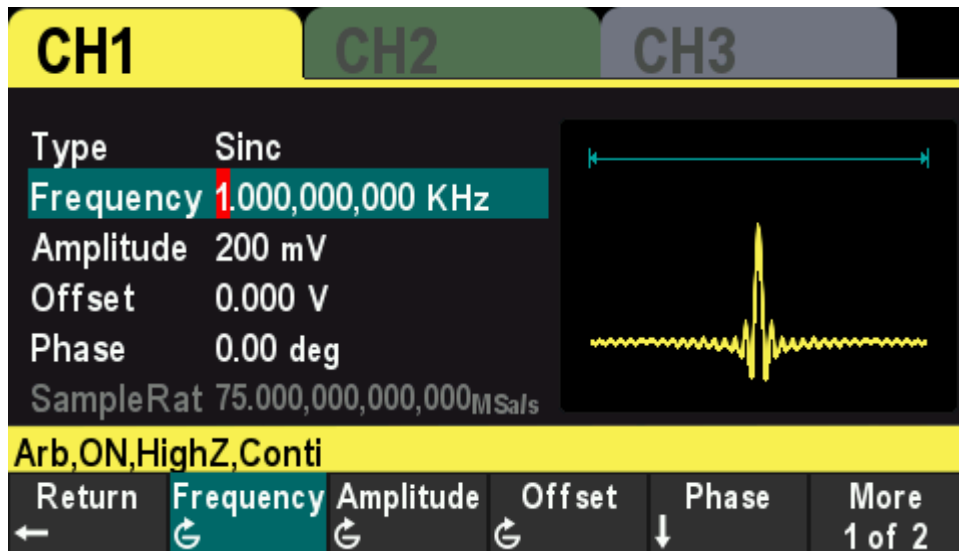 CH1 CH2 CH3
Type Sinc
Frequency 1.000,000,000 KHz
Amplitude 200 mV
Offset 0.000 V
Phase 0.00 deg
SampleRat 75.000,000,000,000MSa/s
Arb,ON,HighZ,Conti
Return Frequency Amplitude Offset Phase More
1 of 2